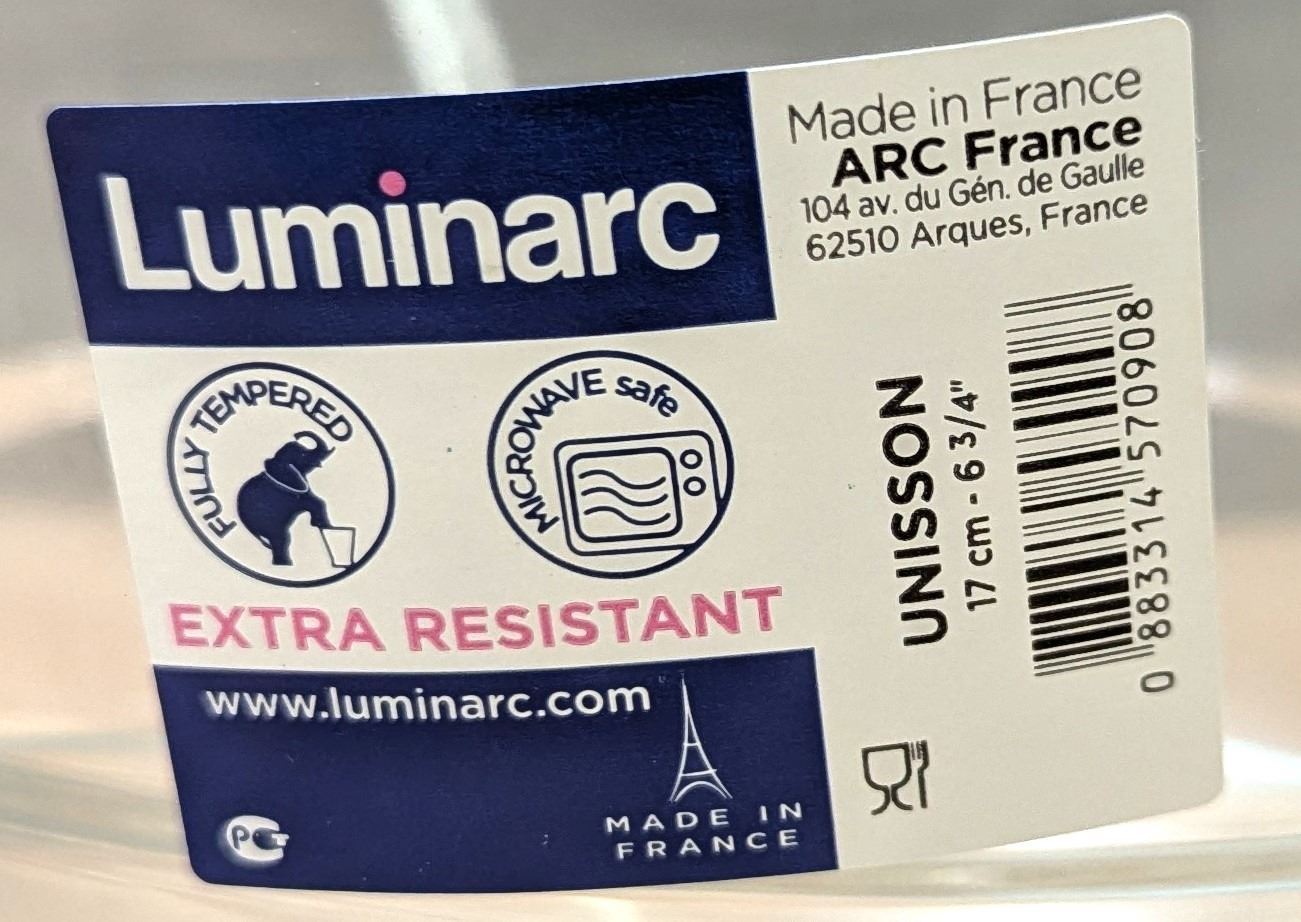 Luminarc
FULLY TEMPERED
MICROWAVE safe
EXTRA RESISTANT
www.luminarc.com
MADE IN
FRANCE
Made in France
ARC France
104 av. du Gén. de Gaulle
62510 Arques, France
UNISSON
17 cm - 6 3/4"
0 883314 570908